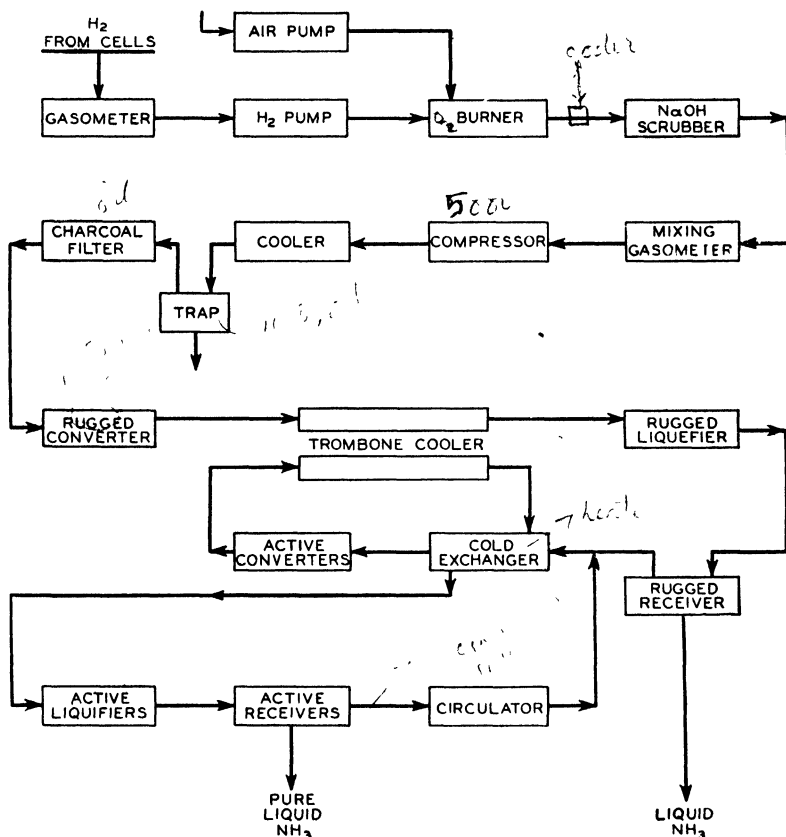 H2
FROM CELLS
AIR PUMP
cooler
GASOMETER
H2 PUMP
O2 BURNER
NaOH
SCRUBBER
oil
CHARCOAL
FILTER
COOLER
COMPRESSOR
MIXING
GASOMETER
TRAP
RUGGED
CONVERTER
TROMBONE COOLER
RUGGED
LIQUEFIER
ACTIVE
CONVERTERS
COLD
EXCHANGER
RUGGED
RECEIVER
ACTIVE
LIQUIFIERS
ACTIVE
RECEIVERS
CIRCULATOR
PURE
LIQUID
NH3
LIQUID
NH3